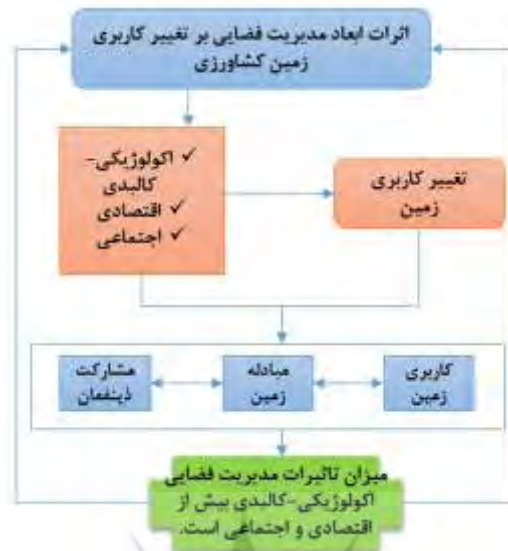 اثرات ابعاد مدیریت فضایی بر تغییر کاربری
زمین کشاورزی
✓ اکولوژیکی-
کالبدی
✓ اقتصادی
✓ اجتماعی
تغییر کاربری
زمین
کاربری
زمین
مبادله
زمین
مشارکت
ذینفعان
میزان تاثیرات مدیریت فضایی
اکولوژیکی-کالبدی بیش از
اقتصادی و اجتماعی است.